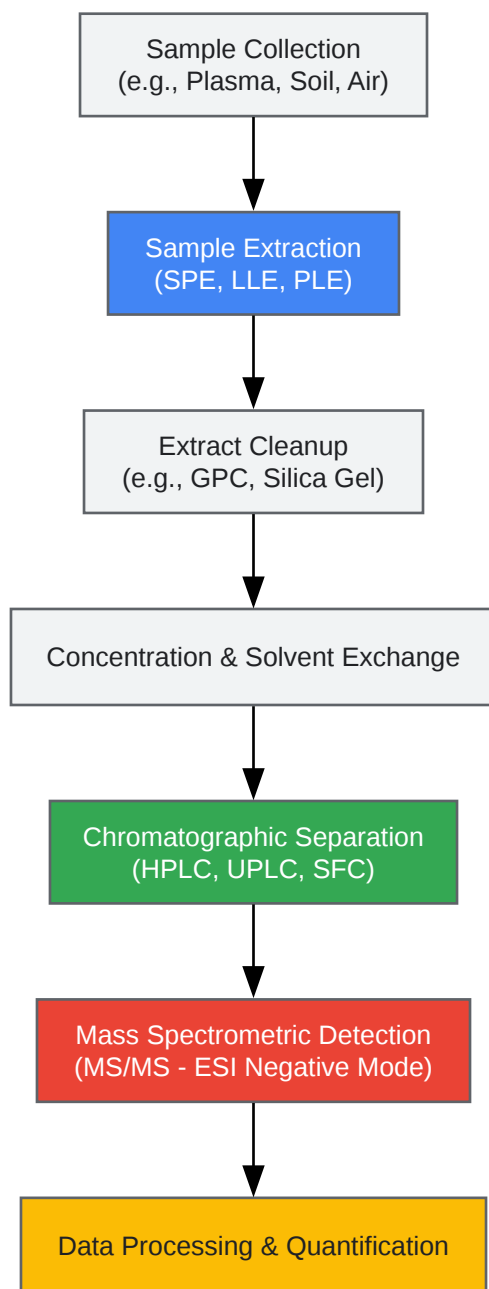 Sample Collection
(e.g., Plasma, Soil, Air)
Sample Extraction
(SPE, LLE, PLE)
Extract Cleanup
(e.g., GPC, Silica Gel)
Concentration & Solvent Exchange
Chromatographic Separation
(HPLC, UPLC, SFC)
Mass Spectrometric Detection
(MS/MS - ESI Negative Mode)
Data Processing & Quantification